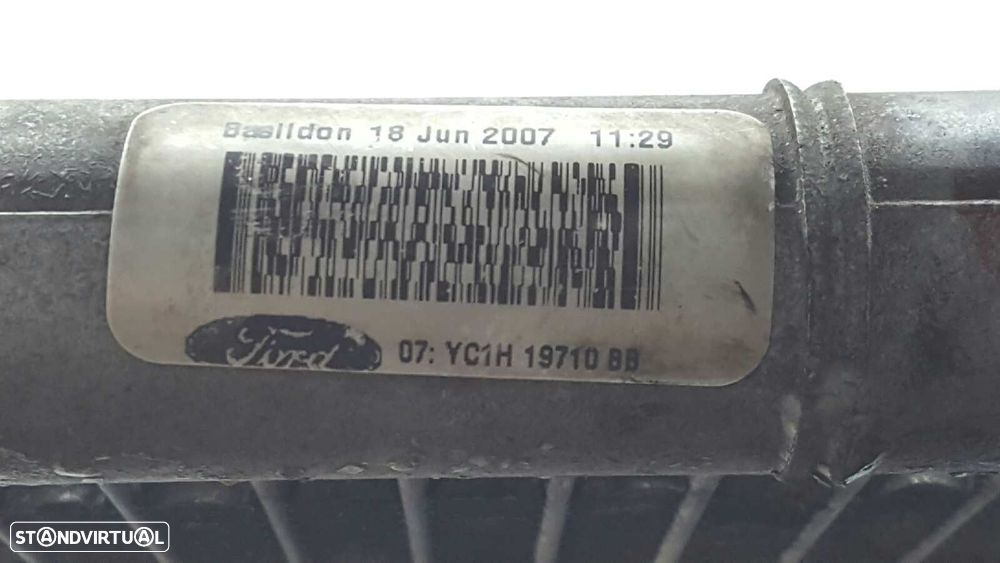 Basildon 18 Jun 2007 11:29
Ford
07: YC1H 19710 BB
STANDVIRTUAL